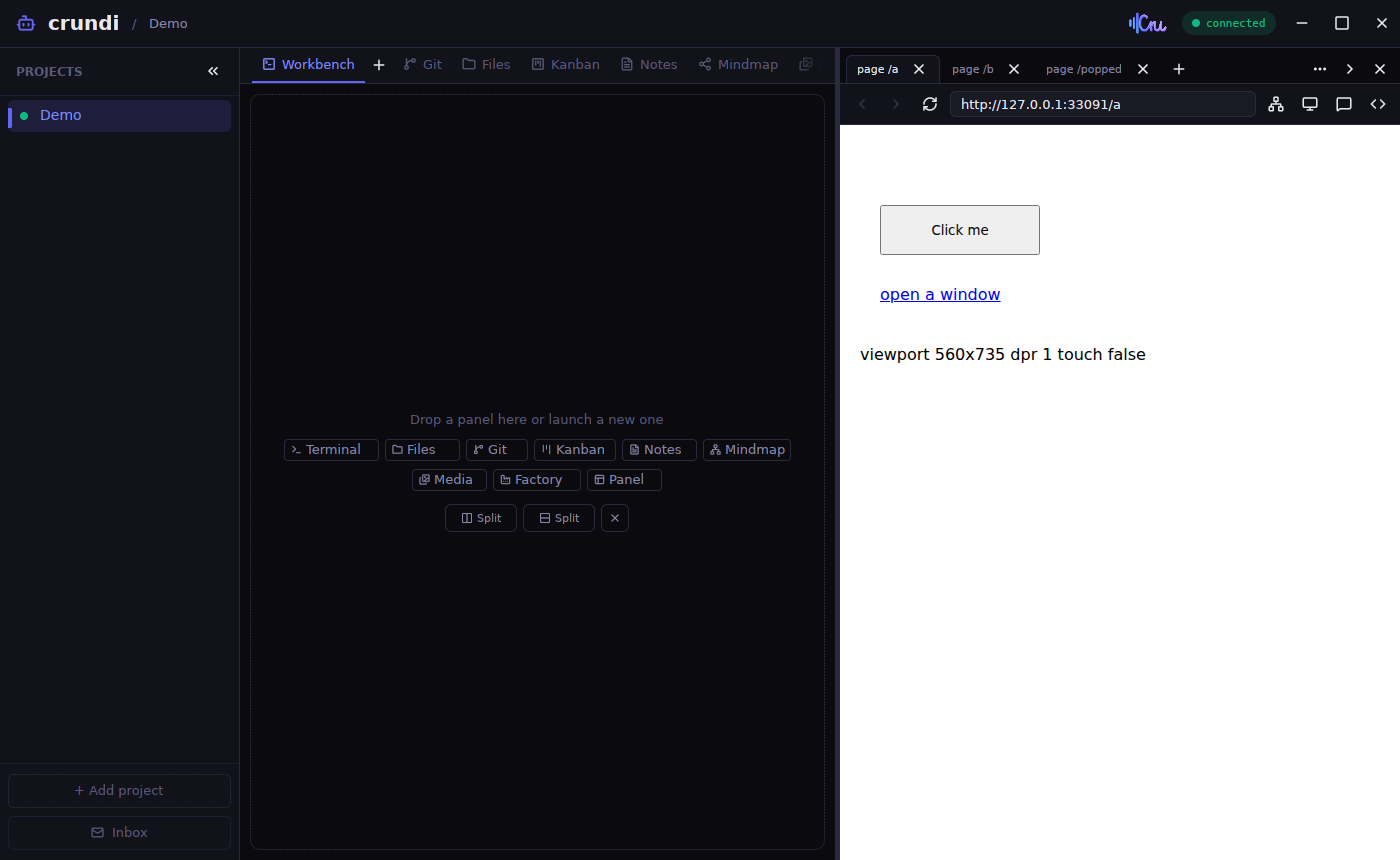 crundi / Demo
Cru
connected
PROJECTS
Demo
+ Add project
Inbox
Workbench
Git
Files
Kanban
Notes
Mindmap
Drop a panel here or launch a new one
Terminal
Files
Git
Kanban
Notes
Mindmap
Media
Factory
Panel
Split
Split
page /a
page /b
page /popped
http://127.0.0.1:33091/a
Click me
open a window
viewport 560x735 dpr 1 touch false